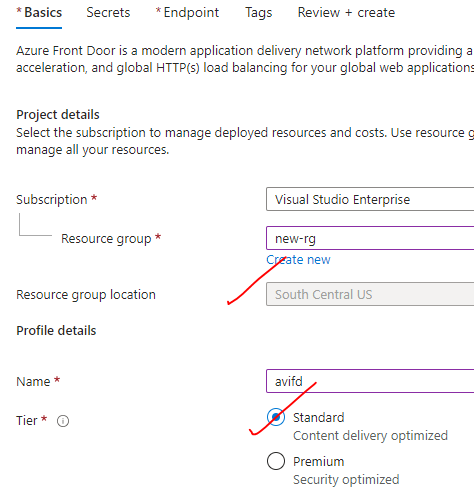 * Basics Secrets * Endpoint Tags Review + create
Azure Front Door is a modern application delivery network platform providing a
acceleration, and global HTTP(s) load balancing for your global web applications
Project details
Select the subscription to manage deployed resources and costs. Use resource g
manage all your resources.
Subscription * Visual Studio Enterprise
Resource group * new-rg
Create new
Resource group location South Central US
Profile details
Name * avifd
Tier * Standard
Content delivery optimized
Premium
Security optimized